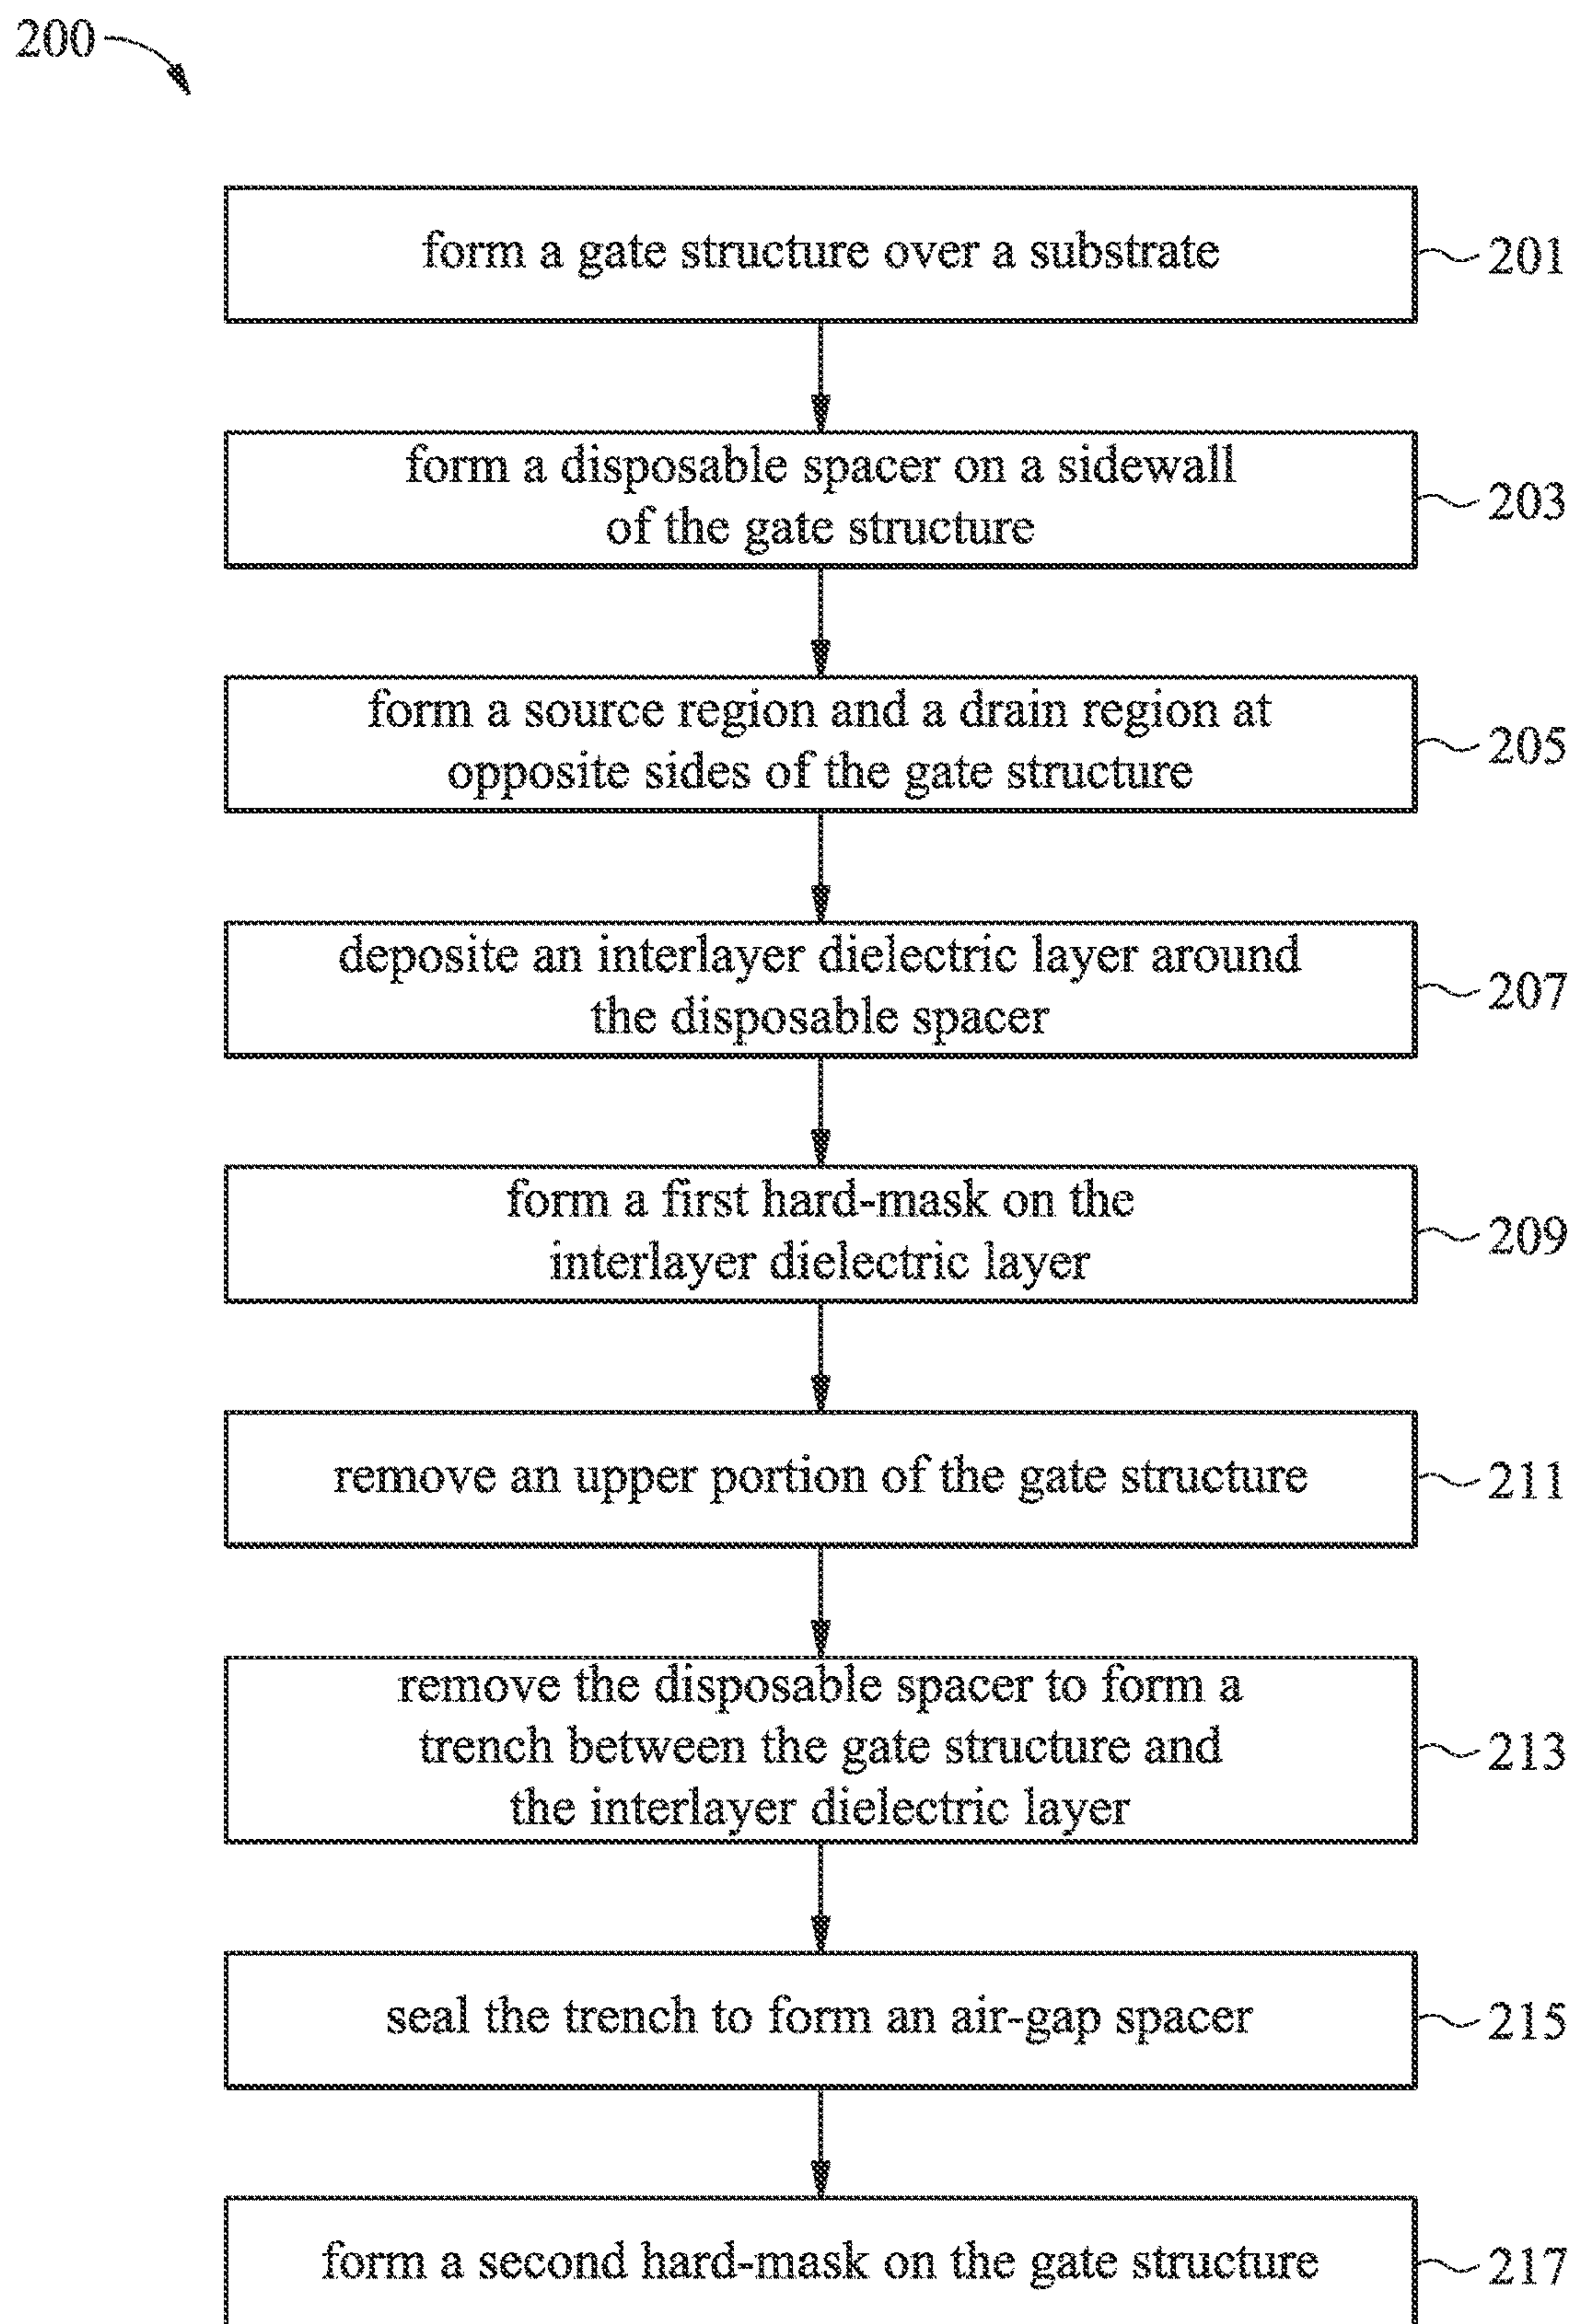 200
form a gate structure over a substrate
201
form a disposable spacer on a sidewall
of the gate structure
203
form a source region and a drain region at
opposite sides of the gate structure
205
deposite an interlayer dielectric layer around
the disposable spacer
207
form a first hard-mask on the
interlayer dielectric layer
209
remove an upper portion of the gate structure
211
remove the disposable spacer to form a
trench between the gate structure and
the interlayer dielectric layer
213
seal the trench to form an air-gap spacer
215
form a second hard-mask on the gate structure
217